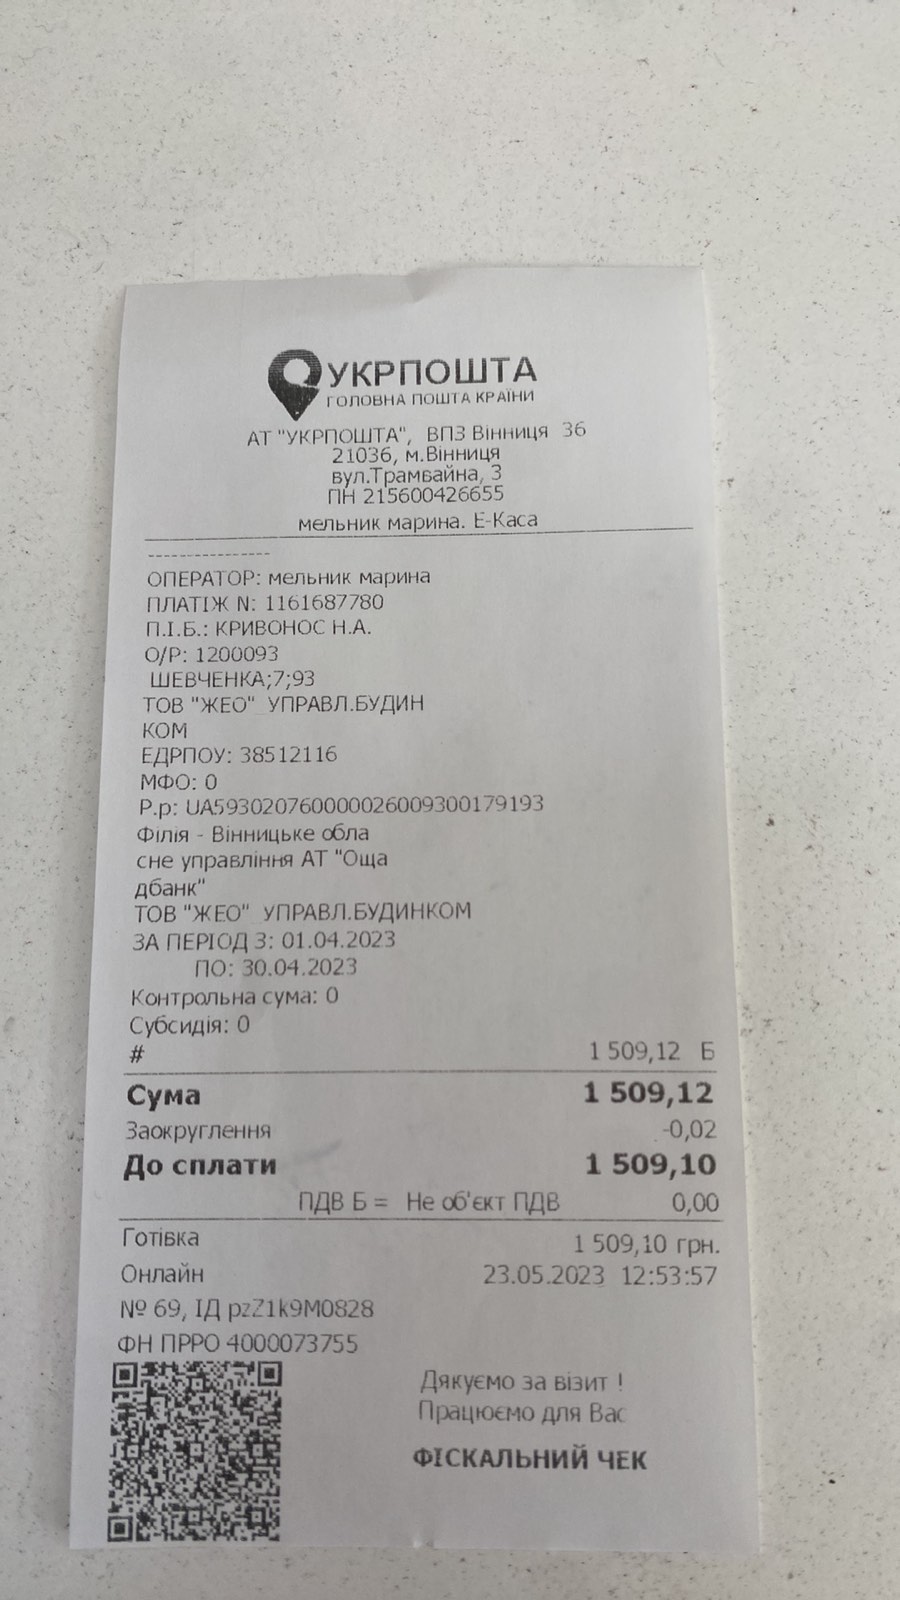 УКРПОШТА
ГОЛОВНА ПОШТА КРАЇНИ
АТ "УКРПОШТА", ВПЗ Вінниця 36
21036, м.Вінниця
вул.Трамвайна, 3
ПН 215600426655
мельник марина. Е-Каса
----------------
ОПЕРАТОР: мельник марина
ПЛАТІЖ N: 1161687780
П.І.Б.: КРИВОНОС Н.А.
О/Р: 1200093
ШЕВЧЕНКА;7;93
ТОВ "ЖЕО" УПРАВЛ.БУДИН
КОМ
ЕДРПОУ: 38512116
МФО: 0
Р.р: UA593020760000026009300179193
Філія - Вінницьке обла
сне управління АТ "Оща
дбанк"
ТОВ "ЖЕО" УПРАВЛ.БУДИНКОМ
ЗА ПЕРІОД З: 01.04.2023
ПО: 30.04.2023
Контрольна сума: 0
Субсидія: 0
# 1 509,12 Б
Сума 1 509,12
Заокруглення -0,02
До сплати 1 509,10
ПДВ Б = Не об'єкт ПДВ 0,00
Готівка 1 509,10 грн.
Онлайн 23.05.2023 12:53:57
№ 69, ІД pzZ1k9M0828
ФН ПРРО 4000073755
Дякуємо за візит !
Працюємо для Вас
ФІСКАЛЬНИЙ ЧЕК